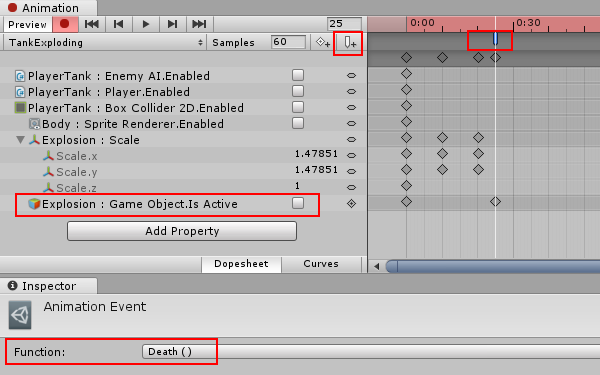 Animation
Preview 25 0:00 0:30
TankExploding Samples 60
PlayerTank : Enemy AI.Enabled
PlayerTank : Player.Enabled
PlayerTank : Box Collider 2D.Enabled
Body : Sprite Renderer.Enabled
Explosion : Scale
Scale.x 1.47851
Scale.y 1.47851
Scale.z 1
Explosion : Game Object.Is Active
Add Property
Dopesheet Curves
Inspector
Animation Event
Function: Death ( )